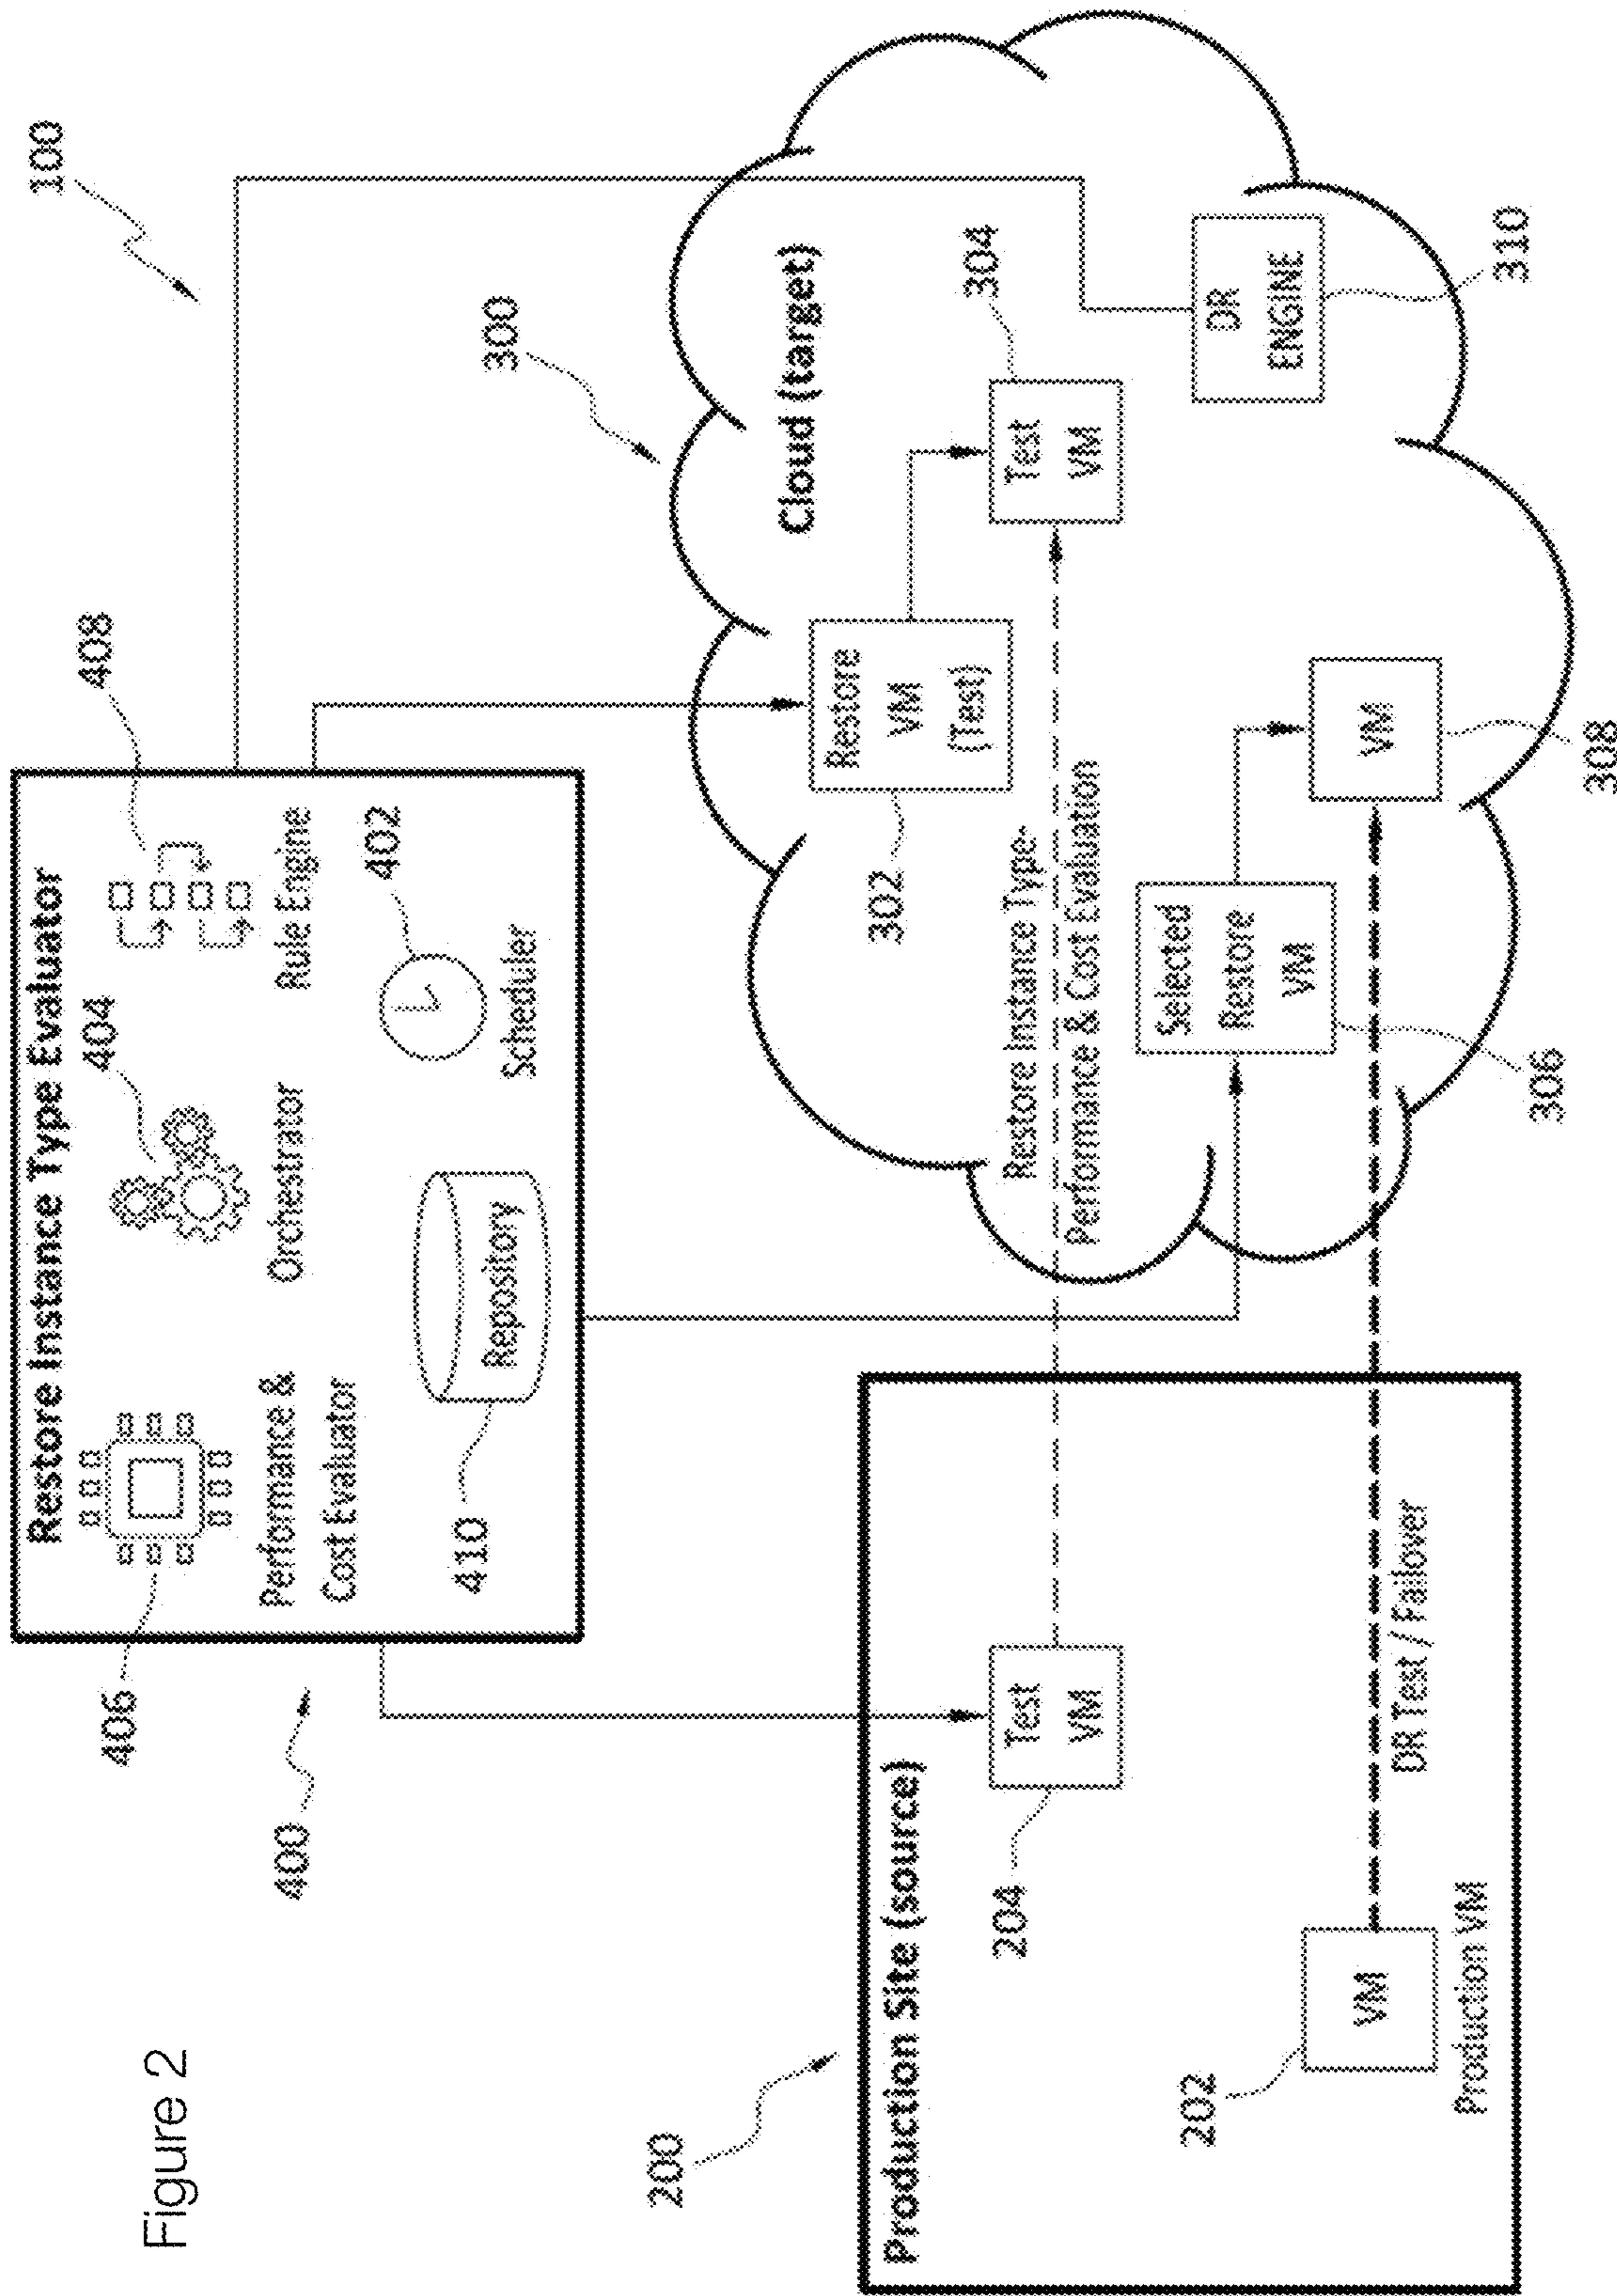 Figure 2
100
Restore Instance Type Evaluator
406
404
408
Performance &
Cost Evaluator
Orchestrator
Rule Engine
402
410
Repository
Scheduler
400
300
200
Production Site (source)
204
Test
VM
202
VM
Production VM
DR Test / Failover
Cloud (target)
Restore
VM
(Test)
302
304
Test
VM
Restore Instance Type-
Performance & Cost Evaluation
Selected
Restore
VM
306
VM
308
DR
ENGINE
310